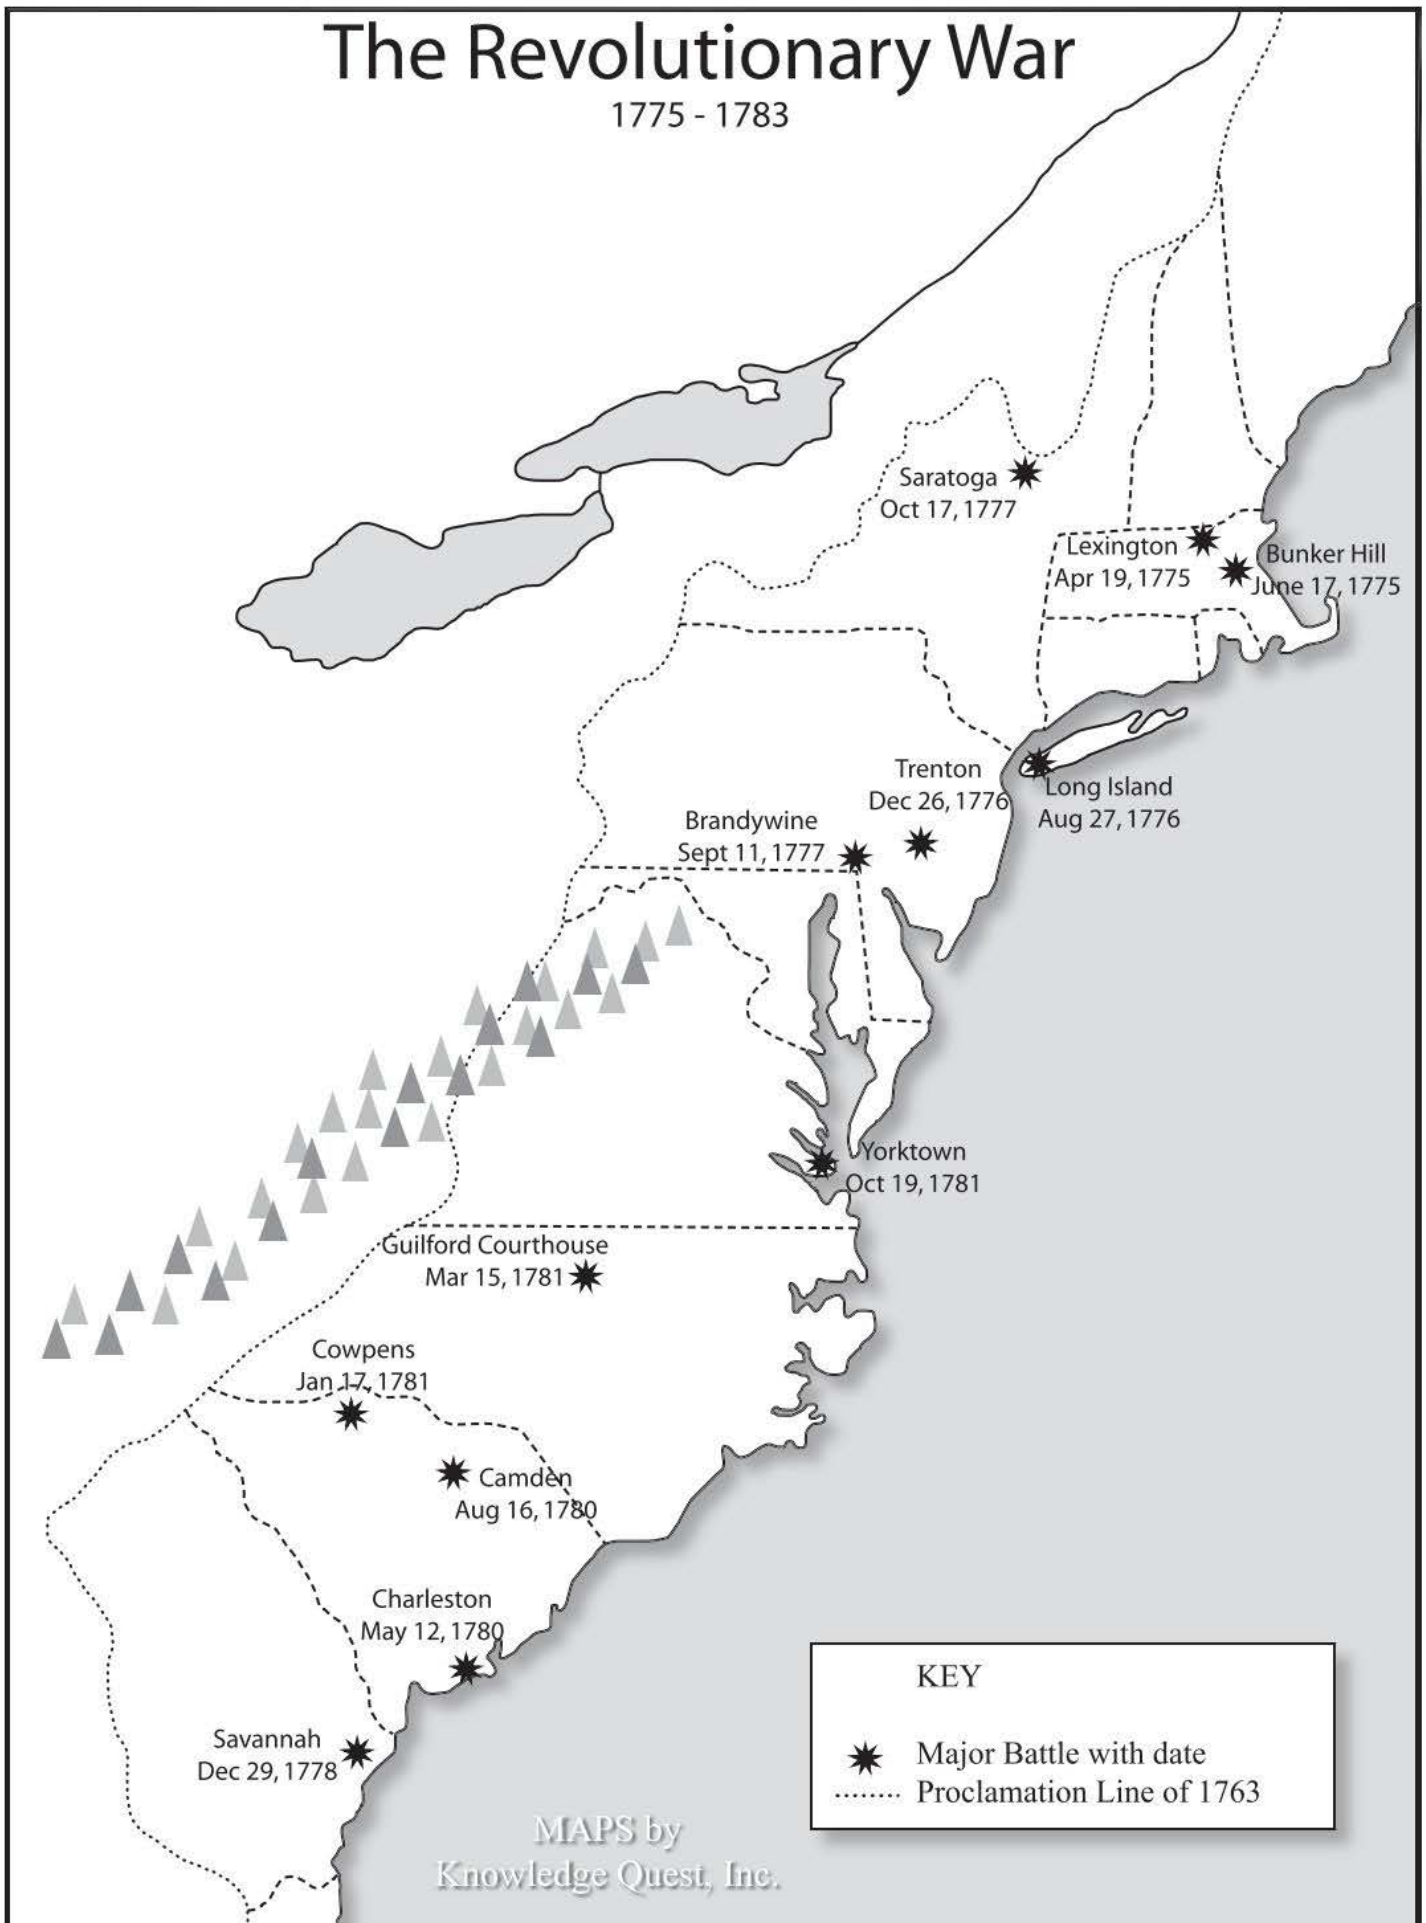 The Revolutionary War
1775 - 1783
Saratoga
Oct 17, 1777
Lexington
Apr 19, 1775
Bunker Hill
June 17, 1775
Trenton
Dec 26, 1776
Long Island
Aug 27, 1776
Brandywine
Sept 11, 1777
Yorktown
Oct 19, 1781
Guilford Courthouse
Mar 15, 1781
Cowpens
Jan 17, 1781
Camden
Aug 16, 1780
Charleston
May 12, 1780
Savannah
Dec 29, 1778
KEY
Major Battle with date
Proclamation Line of 1763
MAPS by
Knowledge Quest, Inc.